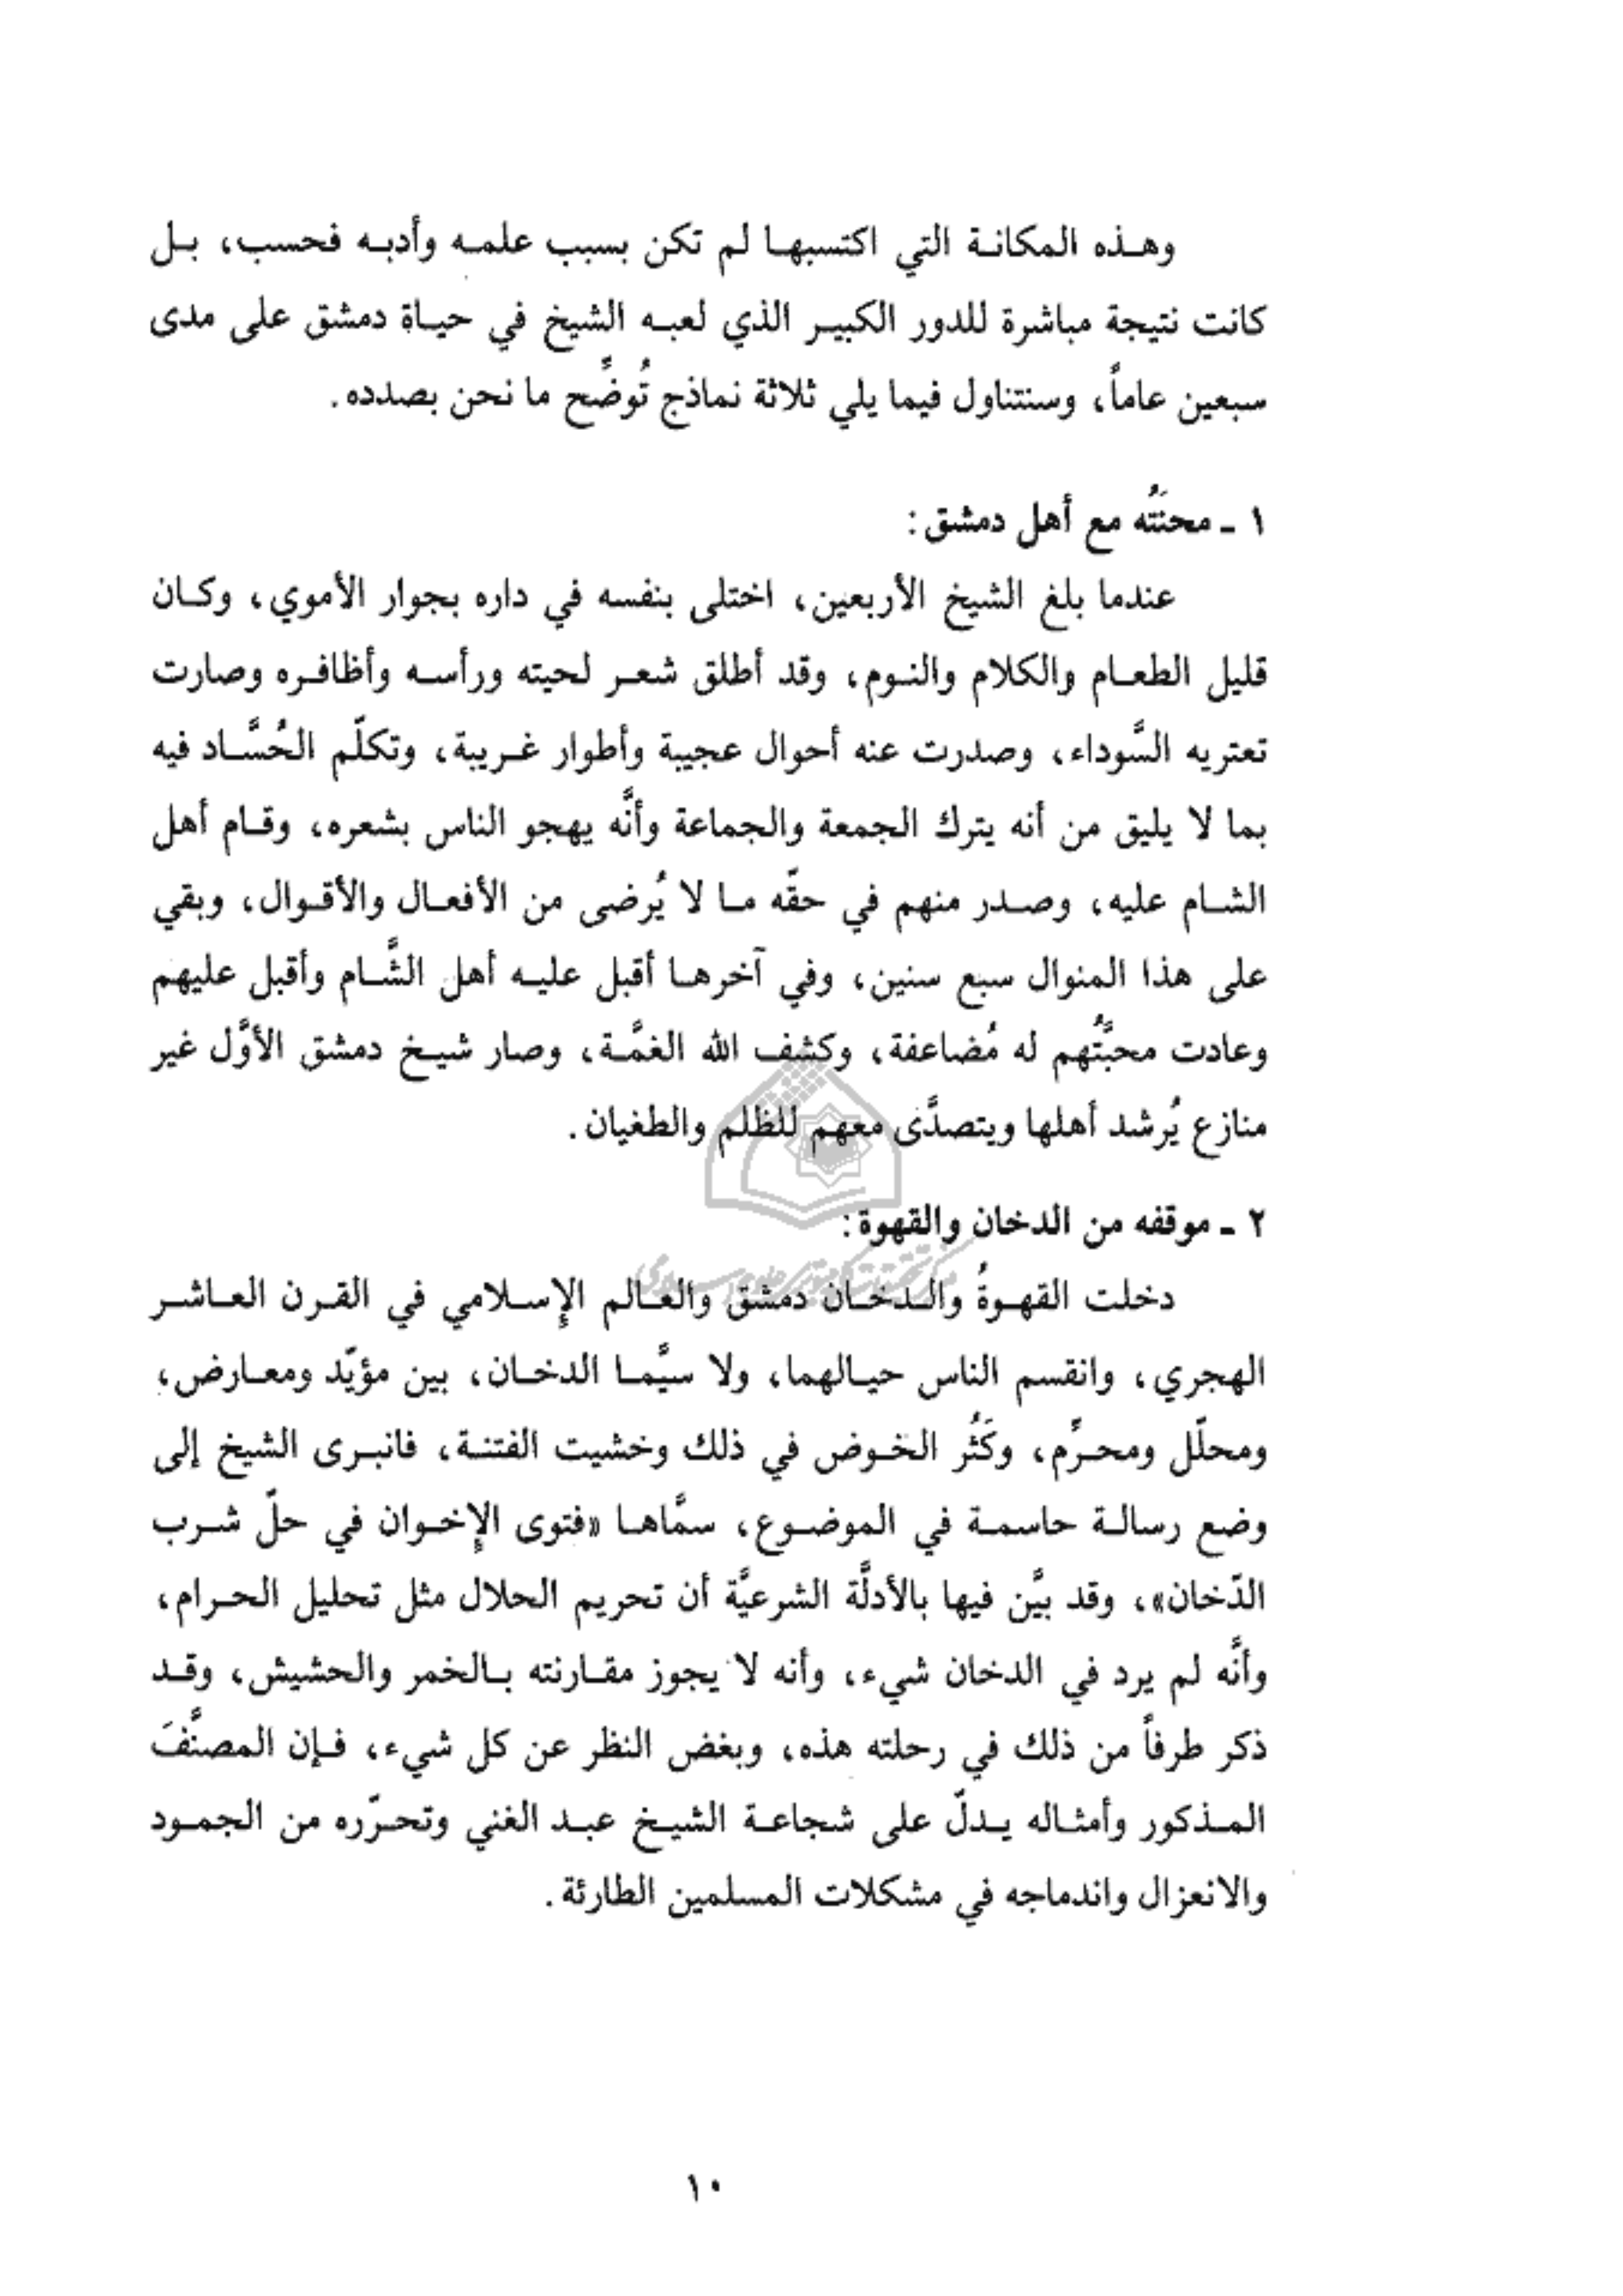 وهـذه المكانـة التي اكتسبهـا لم تكن بسبب علمـه وأدبـه فحسب، بـل
كانت نتيجة مباشرة للدور الكبيـر الذي لعبـه الشيخ في حيـاة دمشق على مدى
سبعين عاماً، وسنتناول فيما يلي ثلاثة نماذج تُوضِّح ما نحن بصدده.
١ ـ محنَتُه مع أهل دمشق:
عندما بلغ الشيخ الأربعين، اختلى بنفسه في داره بجوار الأموي، وكـان
قليل الطعـام والكلام والنـوم، وقد أطلق شعـر لحيته ورأسـه وأظافـره وصارت
تعتريه السَّوداء، وصدرت عنه أحوال عجيبة وأطوار غـريبة، وتكلّم الحُسَّـاد فيه
بما لا يليق من أنه يترك الجمعة والجماعة وأنَّه يهجو الناس بشعره، وقـام أهل
الشـام عليه، وصـدر منهم في حقّه مـا لا يُرضى من الأفعـال والأقـوال، وبقي
على هذا المنوال سبع سنين، وفي آخرهـا أقبل عليـه أهل الشَّـام وأقبل عليهم
وعادت محبَّتُهم له مُضاعفة، وكشف الله الغمَّـة، وصار شيـخ دمشق الأوَّل غير
منازع يُرشد أهلها ويتصدَّى معهم للظلم والطغيان.
٢ ـ موقفه من الدخان والقهوة:
دخلت القهـوةُ والـدخـان دمشق والعـالم الإسـلامي في القـرن العـاشـر
الهجري، وانقسم الناس حيـالهما، ولا سيَّمـا الدخـان، بين مؤيّد ومعـارض،
ومحلّل ومحـرَّم، وكَثُر الخـوض في ذلك وخشيت الفتنـة، فانبـرى الشيخ إلى
وضع رسالـة حاسمـة في الموضـوع، سمَّاهـا «فتوى الإخـوان في حلّ شـرب
الدّخان»، وقد بيَّن فيها بالأدلَّة الشرعيَّة أن تحريم الحلال مثل تحليل الحـرام،
وأنَّه لم يرد في الدخان شيء، وأنه لا يجوز مقـارنته بـالخمر والحشيش، وقـد
ذكر طرفاً من ذلك في رحلته هذه، وبغض النظر عن كل شيء، فـإن المصنَّفَ
المـذكور وأمثـاله يـدلّ على شجاعـة الشيـخ عبـد الغني وتحـرّره من الجمـود
والانعزال واندماجه في مشكلات المسلمين الطارئة.
١٠